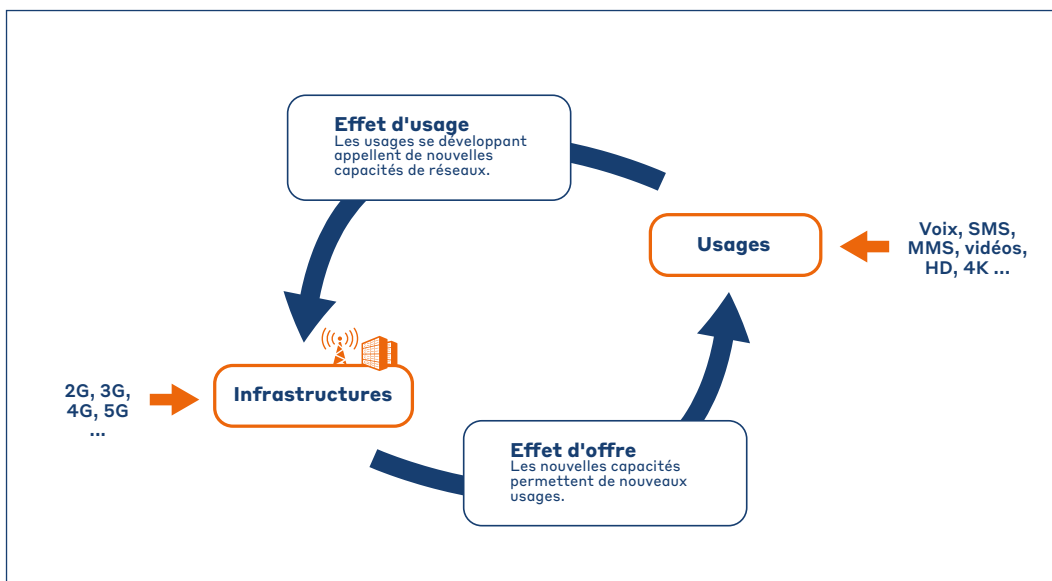 Effet d'usage
Les usages se développant
appellent de nouvelles
capacités de réseaux.
Usages
Voix, SMS,
MMS, vidéos,
HD, 4K ...
Infrastructures
2G, 3G,
4G, 5G
...
Effet d'offre
Les nouvelles capacités
permettent de nouveaux
usages.